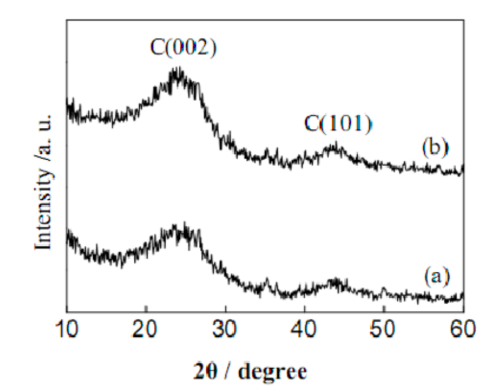 C(002)
C(101)
(b)
(a)
Intensity /a. u.
10 20 30 40 50 60
2θ / degree